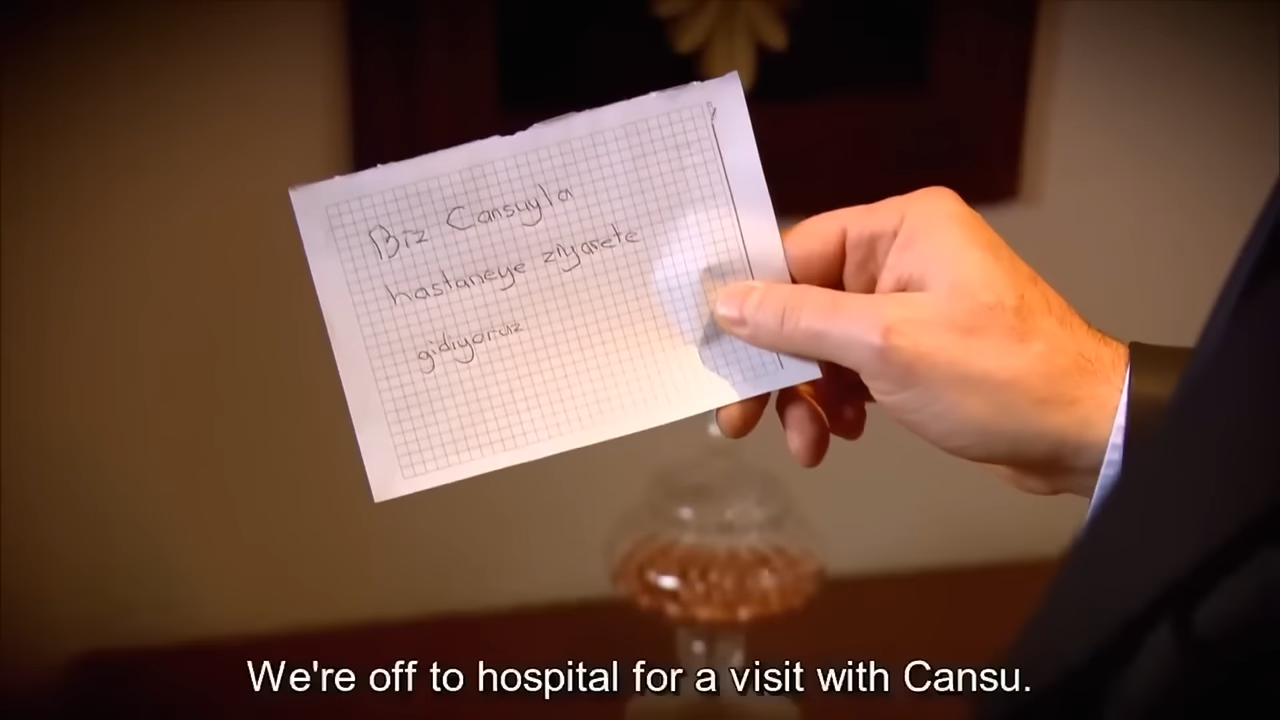 Biz Cansuyla
hastaneye ziyarete
gidiyoruz
We're off to hospital for a visit with Cansu.